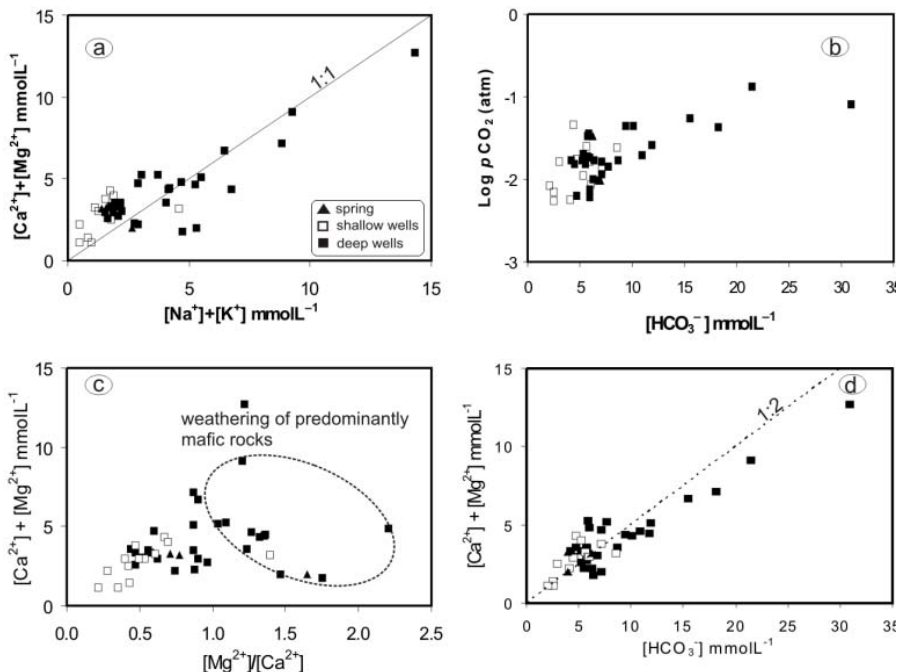 a
[Ca²⁺]+[Mg²⁺] mmolL⁻¹
15
10
5
0
1:1
▲ spring
□ shallow wells
■ deep wells
0 5 10 15
[Na⁺]+[K⁺] mmolL⁻¹
b
Log pCO₂ (atm)
0
-1
-2
-3
0 5 10 15 20 25 30 35
[HCO₃⁻] mmolL⁻¹
c
[Ca²⁺] + [Mg²⁺] mmolL⁻¹
15
10
5
0
weathering of predominantly
mafic rocks
0.0 0.5 1.0 1.5 2.0 2.5
[Mg²⁺]/[Ca²⁺]
d
[Ca²⁺] + [Mg²⁺] mmolL⁻¹
15
10
5
0
1:2
0 5 10 15 20 25 30 35
[HCO₃⁻] mmolL⁻¹